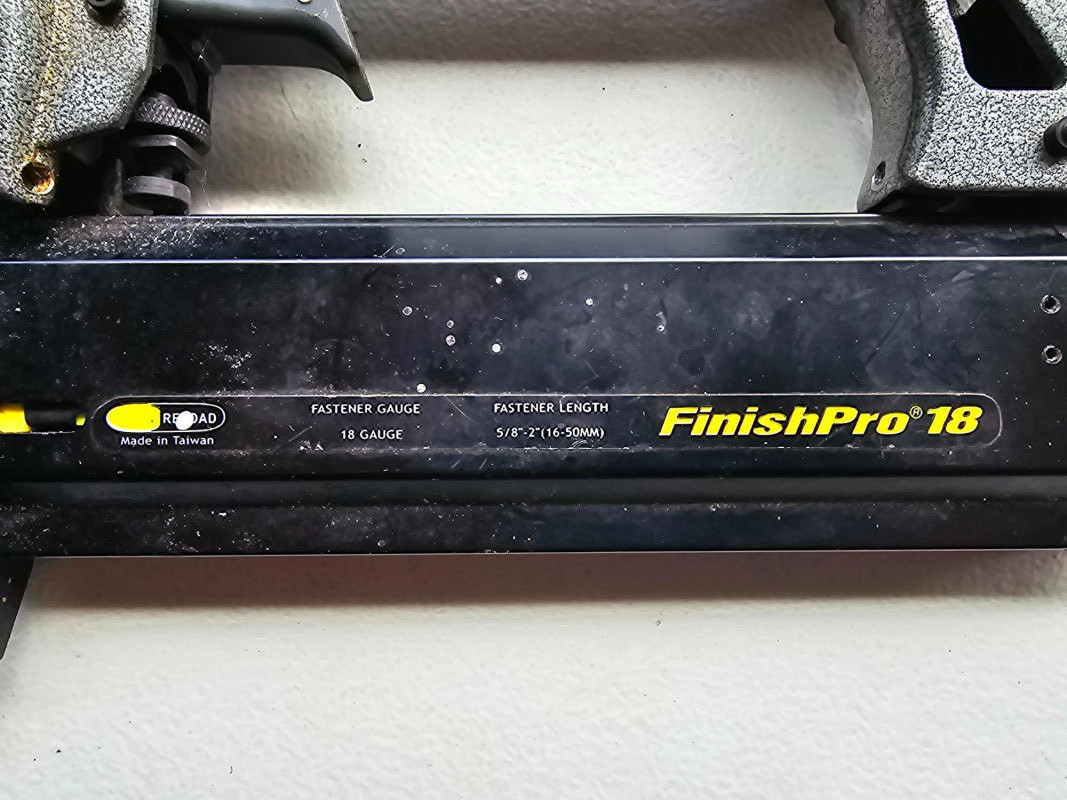 RELOAD
Made in Taiwan
FASTENER GAUGE
18 GAUGE
FASTENER LENGTH
5/8"-2"(16-50MM)
FinishPro® 18